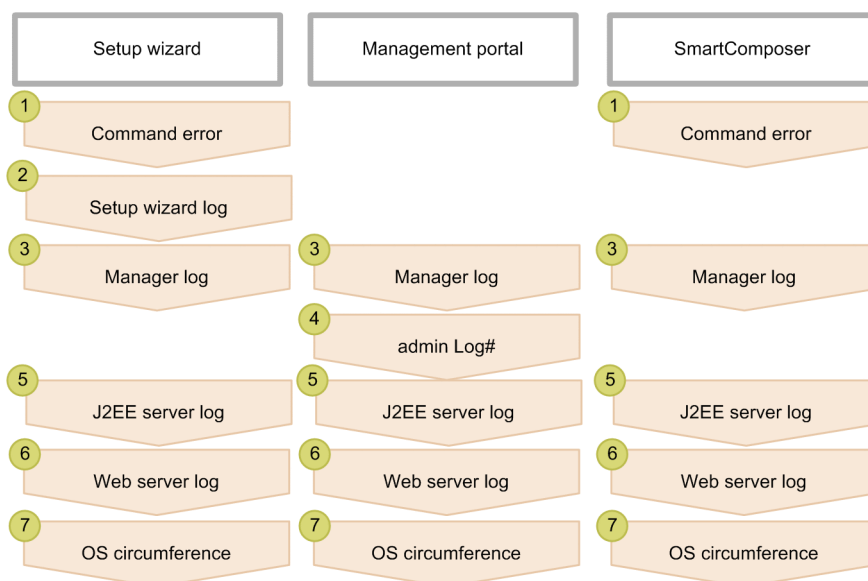 Setup wizard
Management portal
SmartComposer
1
Command error
1
Command error
2
Setup wizard log
3
Manager log
3
Manager log
3
Manager log
4
admin Log#
5
J2EE server log
5
J2EE server log
5
J2EE server log
6
Web server log
6
Web server log
6
Web server log
7
OS circumference
7
OS circumference
7
OS circumference